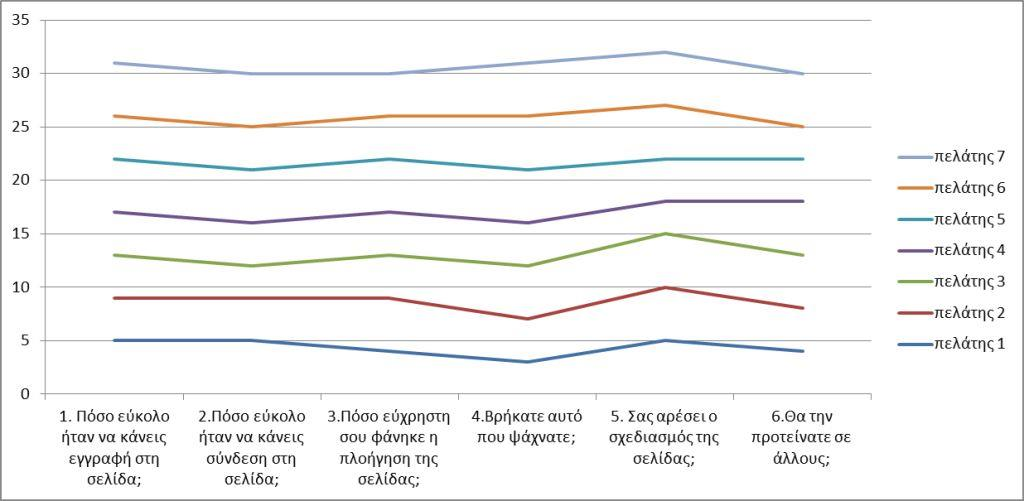 35
30
25
20
15
10
5
0
1. Πόσο εύκολο
ήταν να κάνεις
εγγραφή στη
σελίδα;
2.Πόσο εύκολο
ήταν να κάνεις
σύνδεση στη
σελίδα;
3.Πόσο εύχρηστη
σου φάνηκε η
πλοήγηση της
σελίδας;
4.Βρήκατε αυτό
που ψάχνατε;
5. Σας αρέσει ο
σχεδιασμός της
σελίδας;
6.Θα την
προτείνατε σε
άλλους;
πελάτης 7
πελάτης 6
πελάτης 5
πελάτης 4
πελάτης 3
πελάτης 2
πελάτης 1